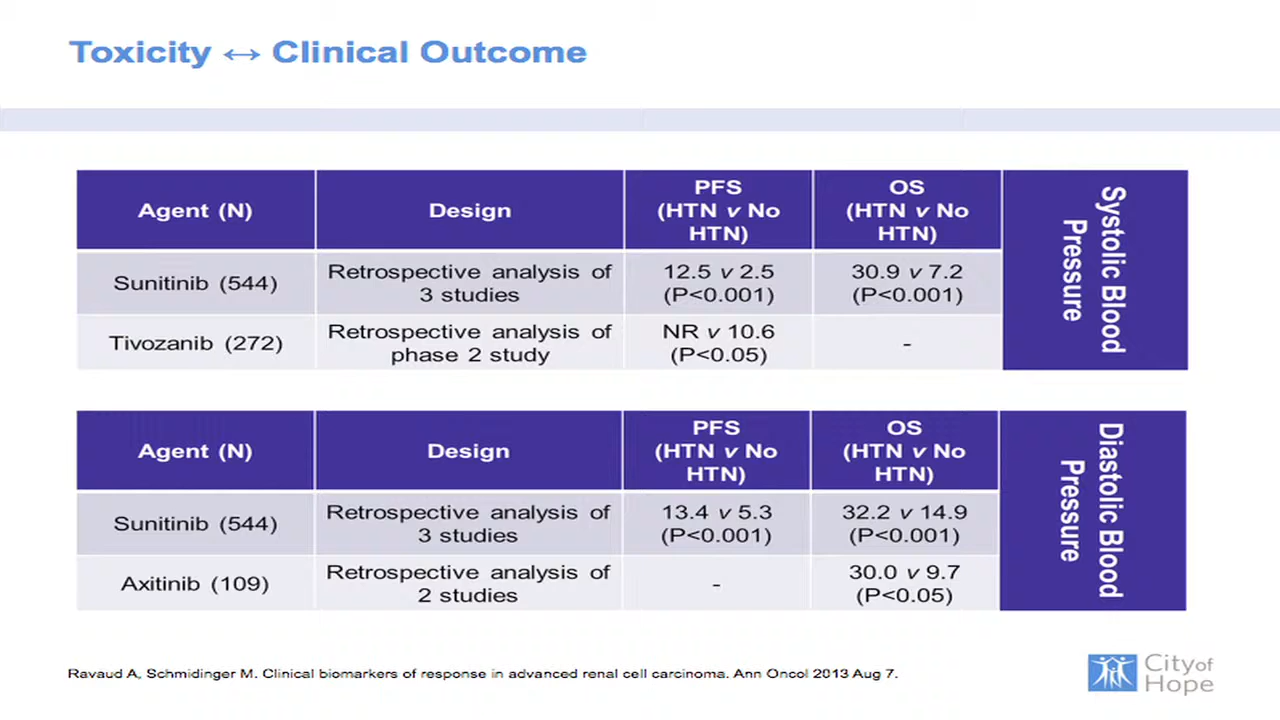 Toxicity ↔ Clinical Outcome
Agent (N)
Design
PFS
(HTN v No
HTN)
OS
(HTN v No
HTN)
Systolic Blood
Pressure
Sunitinib (544)
Retrospective analysis of
3 studies
12.5 v 2.5
(P<0.001)
30.9 v 7.2
(P<0.001)
Tivozanib (272)
Retrospective analysis of
phase 2 study
NR v 10.6
(P<0.05)
-
Agent (N)
Design
PFS
(HTN v No
HTN)
OS
(HTN v No
HTN)
Diastolic Blood
Pressure
Sunitinib (544)
Retrospective analysis of
3 studies
13.4 v 5.3
(P<0.001)
32.2 v 14.9
(P<0.001)
Axitinib (109)
Retrospective analysis of
2 studies
-
30.0 v 9.7
(P<0.05)
Ravaud A, Schmidinger M. Clinical biomarkers of response in advanced renal cell carcinoma. Ann Oncol 2013 Aug 7.
City of
Hope